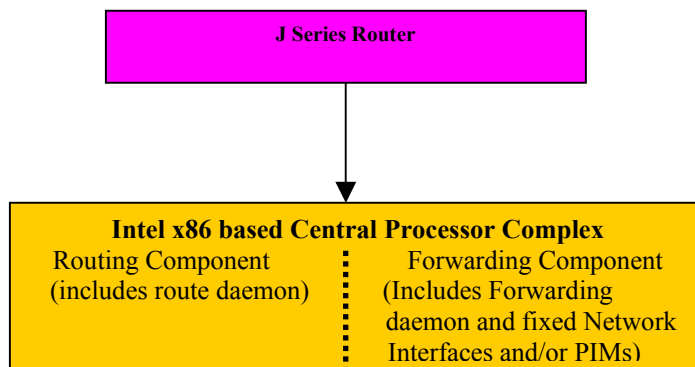 J Series Router
Intel x86 based Central Processor Complex
Routing Component
(includes route daemon)
Forwarding Component
(Includes Forwarding
daemon and fixed Network
Interfaces and/or PIMs)